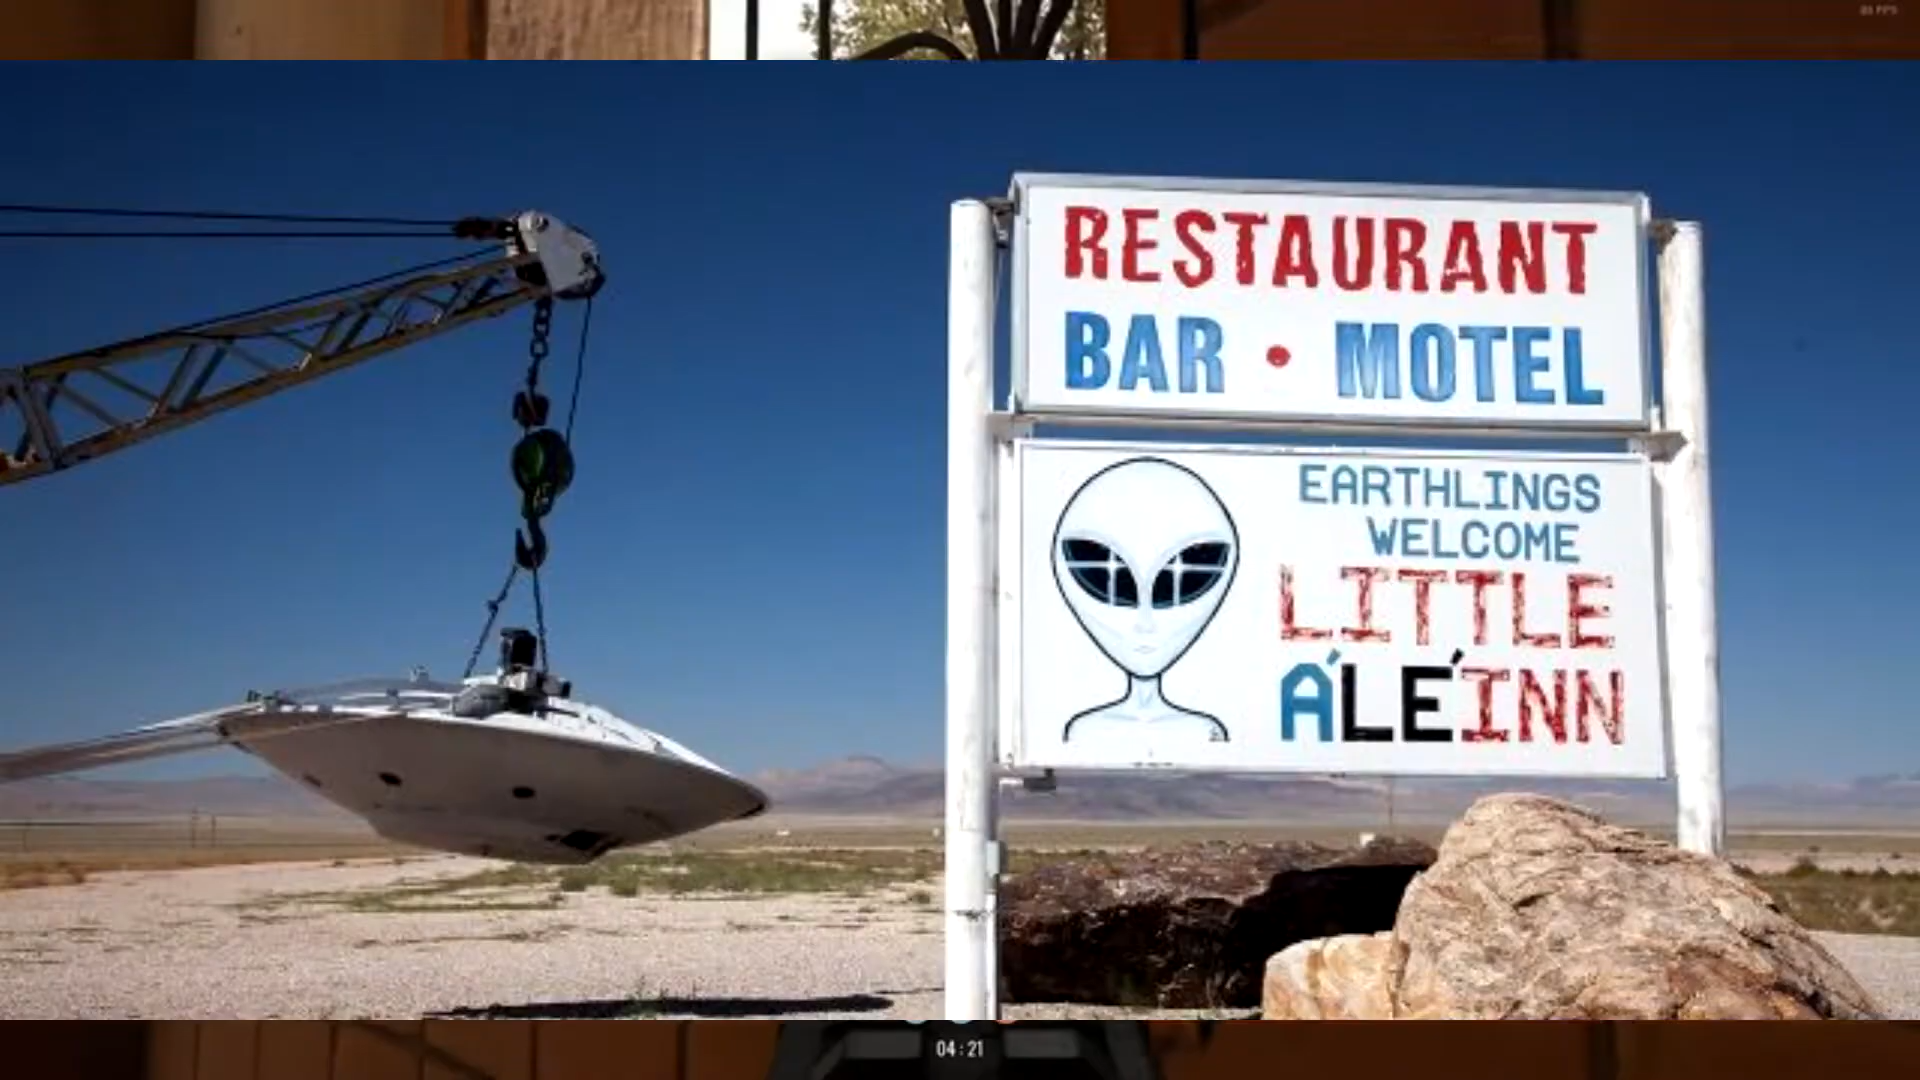 RESTAURANT
BAR • MOTEL
EARTHLINGS
WELCOME
LITTLE
A'LE'INN
04:21